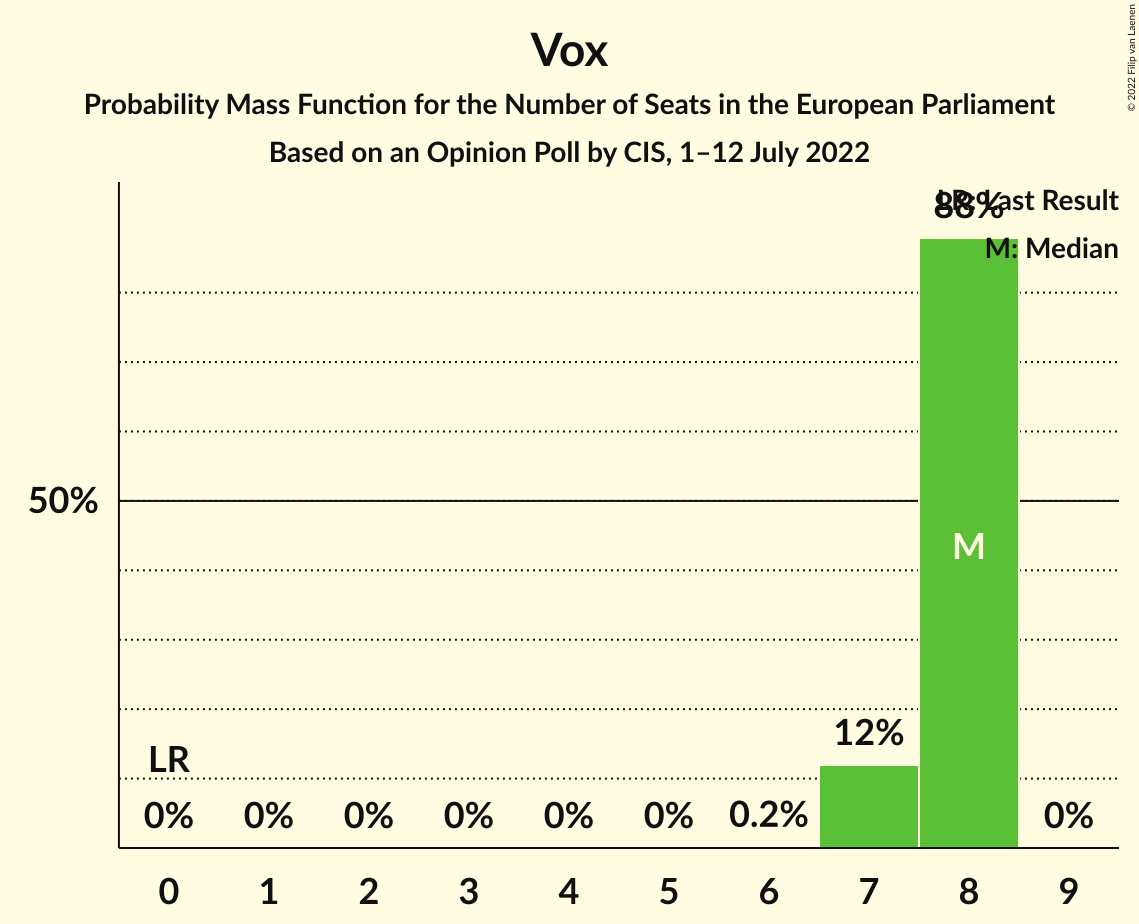 Vox
Probability Mass Function for the Number of Seats in the European Parliament
Based on an Opinion Poll by CIS, 1–12 July 2022
© 2022 Filip van Laenen
LR: Last Result
M: Median
88%
50%
M
12%
LR
0% 0% 0% 0% 0% 0% 0.2% 0%
0 1 2 3 4 5 6 7 8 9